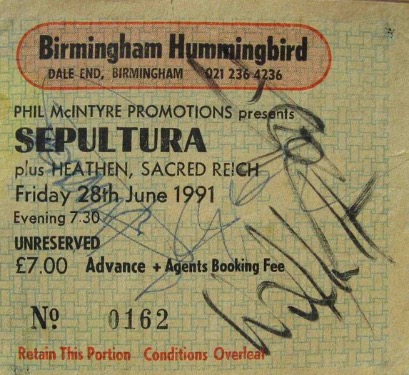 Birmingham Hummingbird
DALE END, BIRMINGHAM 021 236 4236
PHIL McINTYRE PROMOTIONS presents
SEPULTURA
plus HEATHEN, SACRED REICH
Friday 28th June 1991
Evening 7.30
UNRESERVED
£7.00 Advance + Agents Booking Fee
Nº 0162
Retain This Portion Conditions Overleaf